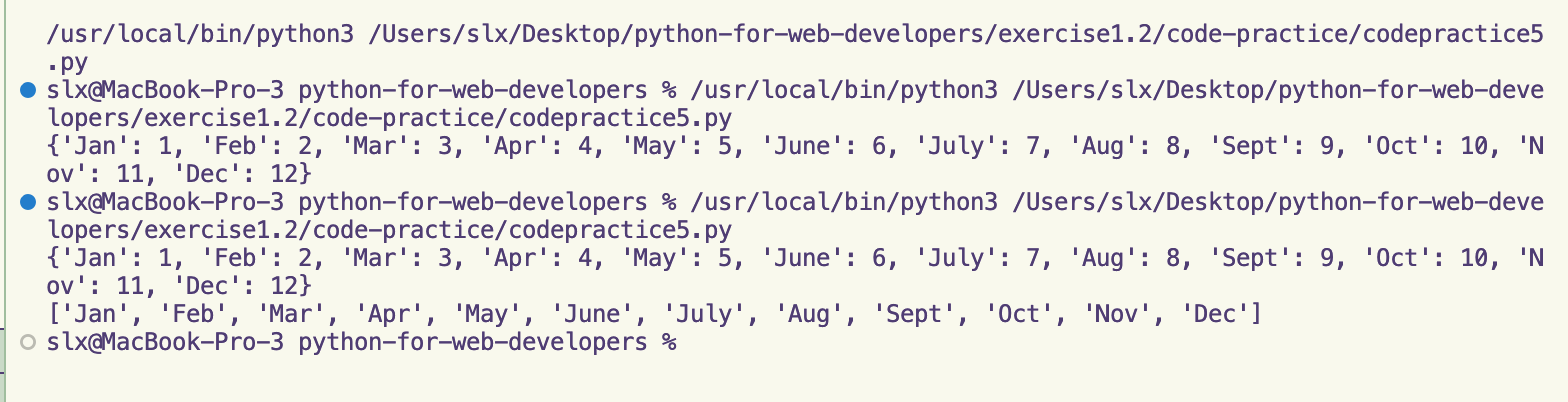 /usr/local/bin/python3 /Users/slx/Desktop/python-for-web-developers/exercise1.2/code-practice/codepractice5
.py
slx@MacBook-Pro-3 python-for-web-developers % /usr/local/bin/python3 /Users/slx/Desktop/python-for-web-deve
lopers/exercise1.2/code-practice/codepractice5.py
{'Jan': 1, 'Feb': 2, 'Mar': 3, 'Apr': 4, 'May': 5, 'June': 6, 'July': 7, 'Aug': 8, 'Sept': 9, 'Oct': 10, 'N
ov': 11, 'Dec': 12}
slx@MacBook-Pro-3 python-for-web-developers % /usr/local/bin/python3 /Users/slx/Desktop/python-for-web-deve
lopers/exercise1.2/code-practice/codepractice5.py
{'Jan': 1, 'Feb': 2, 'Mar': 3, 'Apr': 4, 'May': 5, 'June': 6, 'July': 7, 'Aug': 8, 'Sept': 9, 'Oct': 10, 'N
ov': 11, 'Dec': 12}
['Jan', 'Feb', 'Mar', 'Apr', 'May', 'June', 'July', 'Aug', 'Sept', 'Oct', 'Nov', 'Dec']
slx@MacBook-Pro-3 python-for-web-developers %